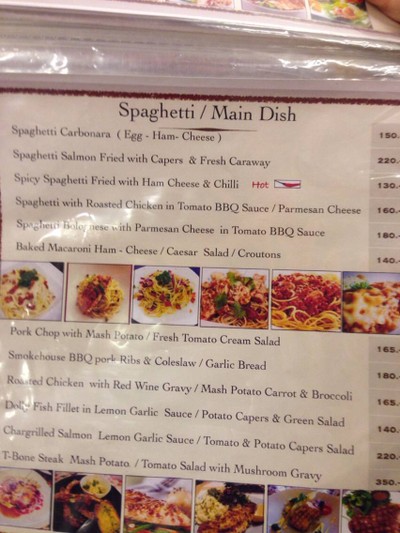 Spaghetti / Main Dish
Spaghetti Carbonara ( Egg - Ham- Cheese ) 150.
Spaghetti Salmon Fried with Capers & Fresh Caraway 220.
Spicy Spaghetti Fried with Ham Cheese & Chilli Hot 130.
Spaghetti with Roasted Chicken in Tomato BBQ Sauce / Parmesan Cheese 160.
Spaghetti Bolognese with Parmesan Cheese in Tomato BBQ Sauce 180.
Baked Macaroni Ham - Cheese / Caesar Salad / Croutons 140.
Pork Chop with Mash Potato / Fresh Tomato Cream Salad 165.
Smokehouse BBQ pork Ribs & Coleslaw / Garlic Bread 180.
Roasted Chicken with Red Wine Gravy / Mash Potato Carrot & Broccoli 165.
Fish Fillet in Lemon Garlic Sauce / Potato Capers & Green Salad 140.
Chargrilled Salmon Lemon Garlic Sauce / Tomato & Potato Capers Salad 220.
T-Bone Steak Mash Potato / Tomato Salad with Mushroom Gravy 350.